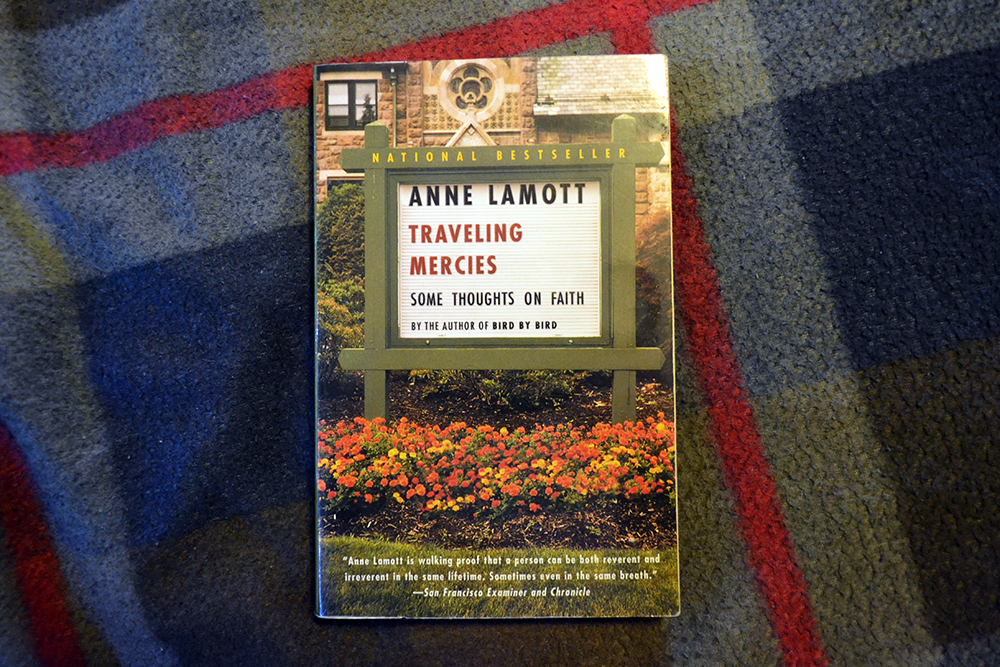 NATIONAL BESTSELLER
ANNE LAMOTT
TRAVELING
MERCIES
SOME THOUGHTS ON FAITH
BY THE AUTHOR OF BIRD BY BIRD
"Anne Lamott is walking proof that a person can be both reverent and
irreverent in the same lifetime. Sometimes even in the same breath."
—San Francisco Examiner and Chronicle